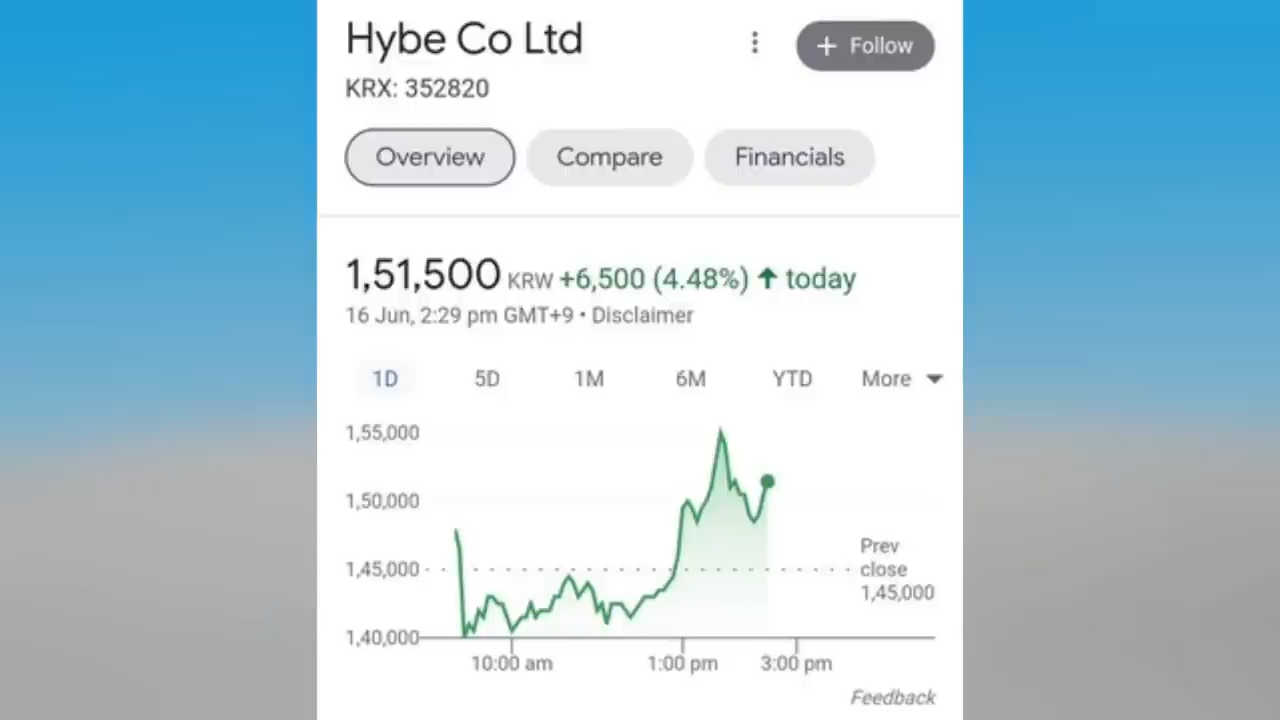 Hybe Co Ltd
+ Follow
KRX: 352820
Overview Compare Financials
1,51,500 KRW +6,500 (4.48%) ↑ today
16 Jun, 2:29 pm GMT+9 • Disclaimer
1D 5D 1M 6M YTD More
1,55,000
1,50,000
1,45,000
1,40,000
Prev
close
1,45,000
10:00 am 1:00 pm 3:00 pm
Feedback